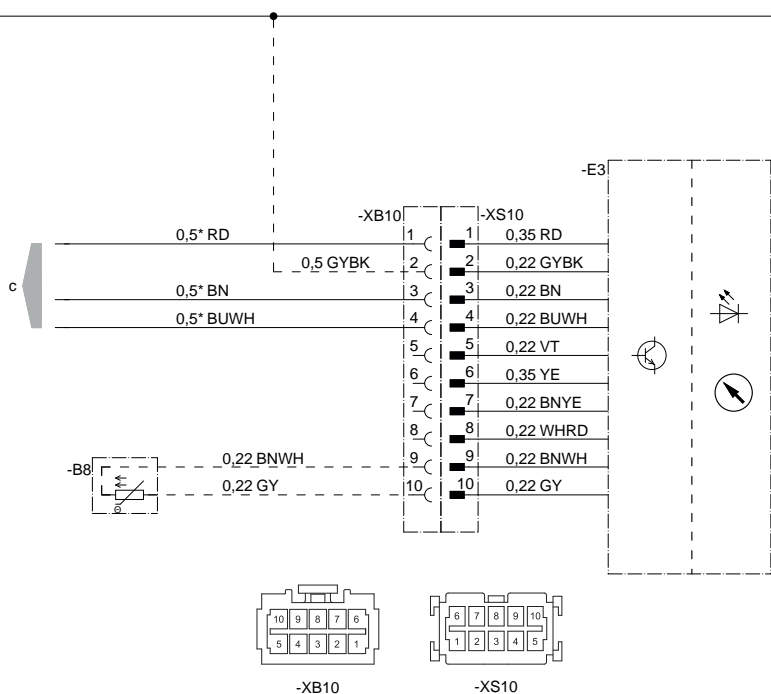 -E3
-XB10 -XS10
0,5* RD 1 1 0,35 RD
0,5 GYBK 2 2 0,22 GYBK
c
0,5* BN 3 3 0,22 BN
0,5* BUWH 4 4 0,22 BUWH
5 5 0,22 VT
6 6 0,35 YE
7 7 0,22 BNYE
8 8 0,22 WHRD
-B8 0,22 BNWH 9 9 0,22 BNWH
0,22 GY 10 10 0,22 GY
Θ
10 9 8 7 6
5 4 3 2 1
6 7 8 9 10
1 2 3 4 5
-XB10 -XS10